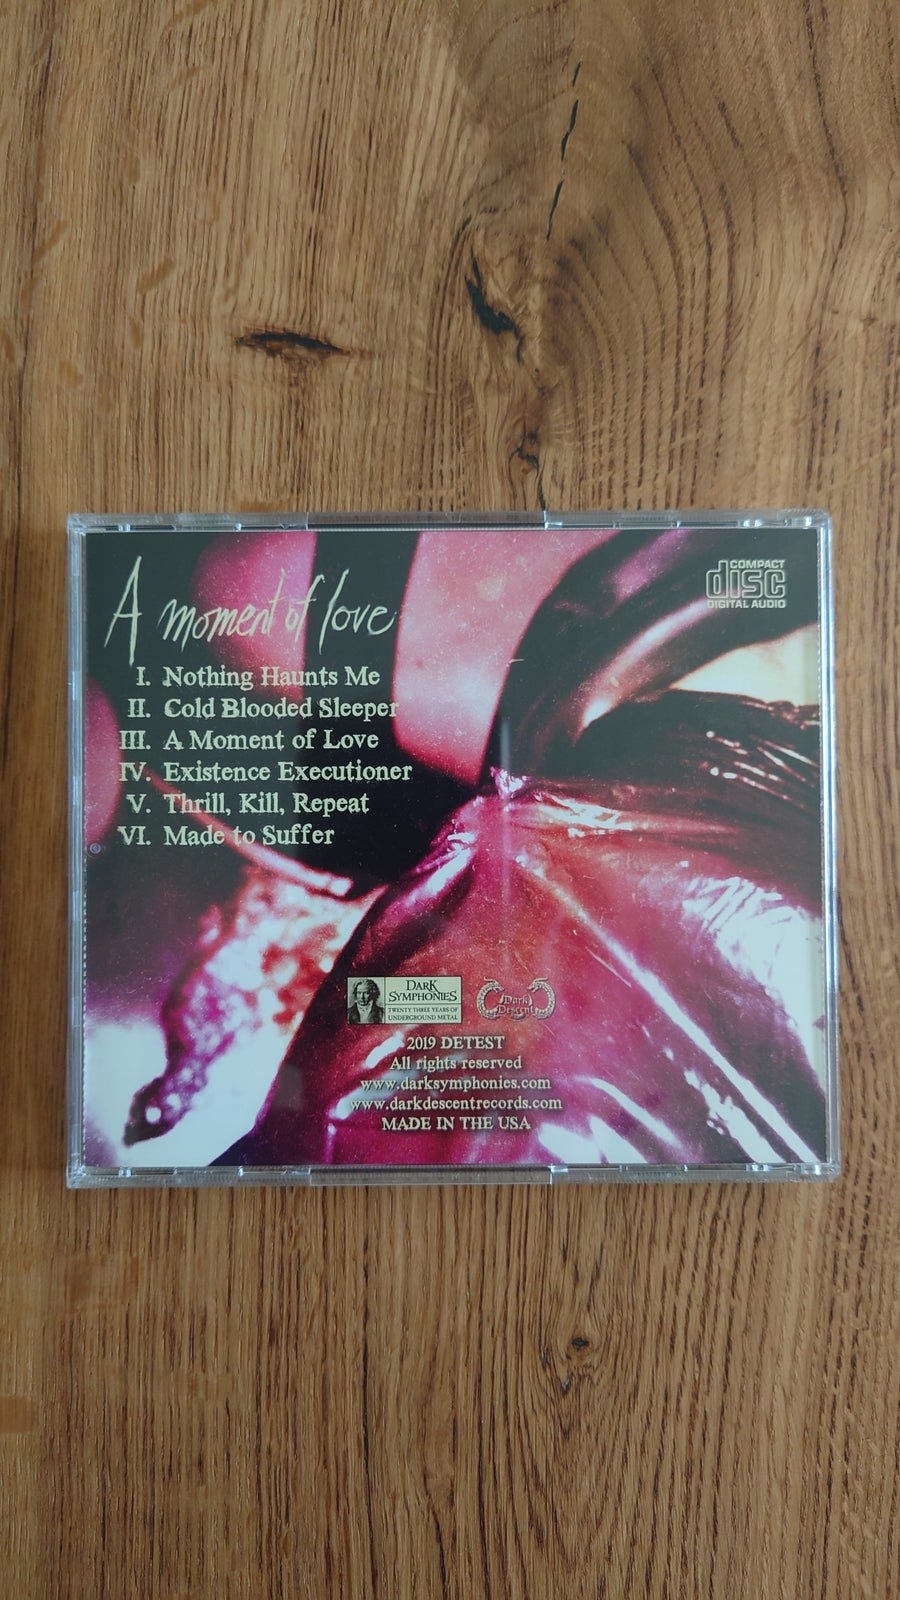 COMPACT
disc
DIGITAL AUDIO
A moment of love
I. Nothing Haunts Me
II. Cold Blooded Sleeper
III. A Moment of Love
IV. Existence Executioner
V. Thrill, Kill, Repeat
VI. Made to Suffer
DARK
SYMPHONIES
TWENTY THREE YEARS OF
UNDERGROUND METAL
Dark
Descent
2019 DETEST
All rights reserved
www.darksymphonies.com
www.darkdescentrecords.com
MADE IN THE USA